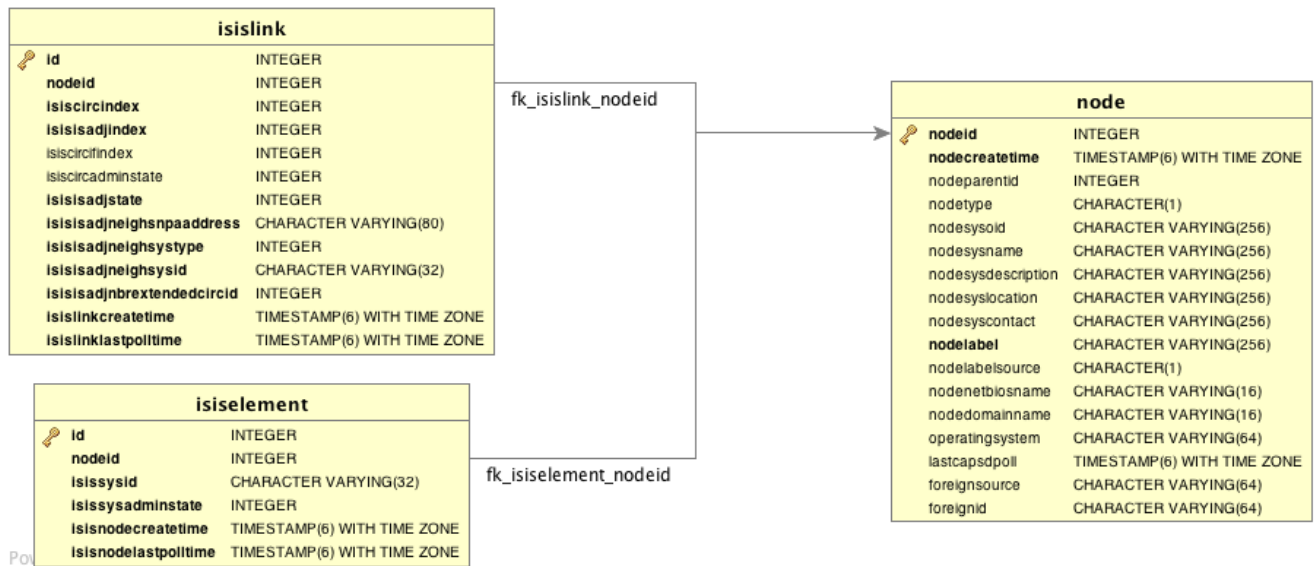 isislink
id INTEGER
nodeid INTEGER
isiscircindex INTEGER
isisisadjindex INTEGER
isiscircifindex INTEGER
isiscircadminstate INTEGER
isisisadjstate INTEGER
isisisadjneighsnpaaddress CHARACTER VARYING(80)
isisisadjneighsystype INTEGER
isisisadjneighsysid CHARACTER VARYING(32)
isisisadjnbrextendedcircid INTEGER
isislinkcreatetime TIMESTAMP(6) WITH TIME ZONE
isislinklastpolltime TIMESTAMP(6) WITH TIME ZONE
fk_isislink_nodeid
isiselement
id INTEGER
nodeid INTEGER
isissysid CHARACTER VARYING(32)
isissysadminstate INTEGER
isisnodecreatetime TIMESTAMP(6) WITH TIME ZONE
isisnodelastpolltime TIMESTAMP(6) WITH TIME ZONE
fk_isiselement_nodeid
node
nodeid INTEGER
nodecreatetime TIMESTAMP(6) WITH TIME ZONE
nodeparentid INTEGER
nodetype CHARACTER(1)
nodesysoid CHARACTER VARYING(256)
nodesysname CHARACTER VARYING(256)
nodesysdescription CHARACTER VARYING(256)
nodesyslocation CHARACTER VARYING(256)
nodesyscontact CHARACTER VARYING(256)
nodelabel CHARACTER VARYING(256)
nodelabelsource CHARACTER(1)
nodenetbiosname CHARACTER VARYING(16)
nodedomainname CHARACTER VARYING(16)
operatingsystem CHARACTER VARYING(64)
lastcapsdpoll TIMESTAMP(6) WITH TIME ZONE
foreignsource CHARACTER VARYING(64)
foreignid CHARACTER VARYING(64)